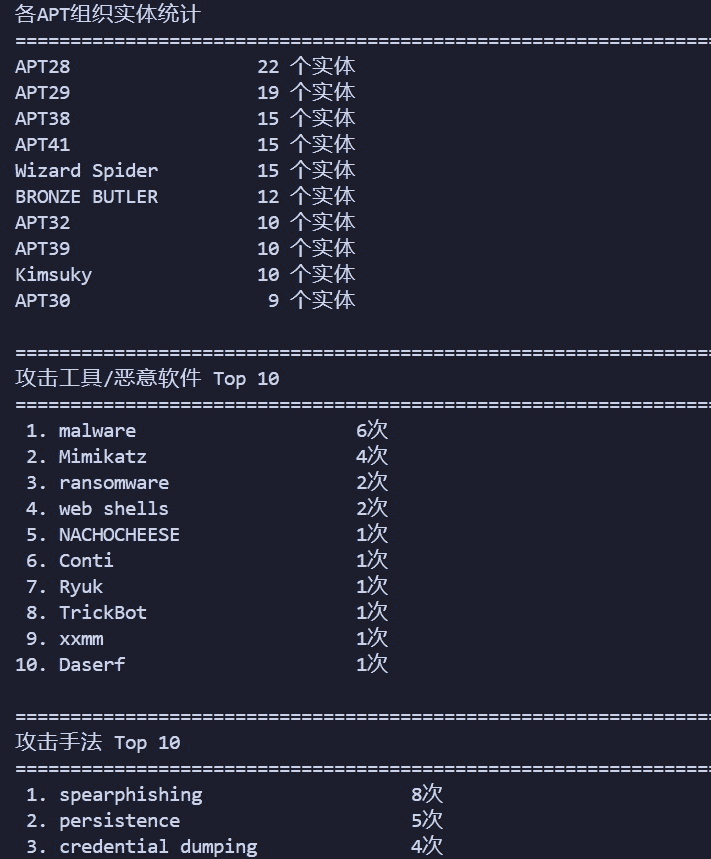 各APT组织实体统计
================================================================
APT28                 22 个实体
APT29                 19 个实体
APT38                 15 个实体
APT41                 15 个实体
Wizard Spider         15 个实体
BRONZE BUTLER         12 个实体
APT32                 10 个实体
APT39                 10 个实体
Kimsuky               10 个实体
APT30                  9 个实体
================================================================
攻击工具/恶意软件 Top 10
================================================================
 1. malware                    6次
 2. Mimikatz                   4次
 3. ransomware                 2次
 4. web shells                 2次
 5. NACHOCHEESE                1次
 6. Conti                      1次
 7. Ryuk                       1次
 8. TrickBot                   1次
 9. xxmm                       1次
10. Daserf                     1次
================================================================
攻击手法 Top 10
================================================================
 1. spearphishing                   8次
 2. persistence                     5次
 3. credential dumping              4次